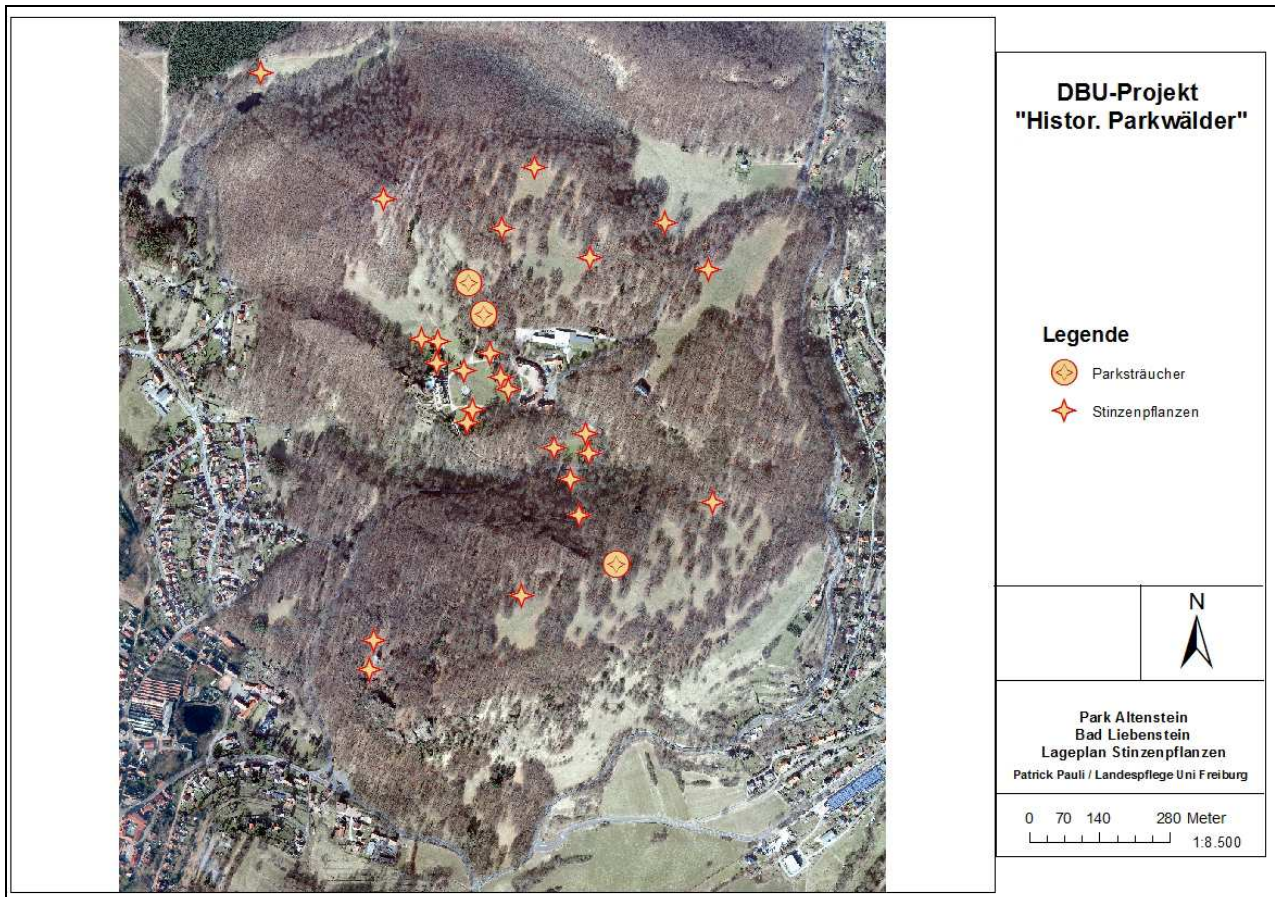 DBU-Projekt
"Histor. Parkwälder"
Legende
Parksträucher
Stinzenpflanzen
N
Park Altenstein
Bad Liebenstein
Lageplan Stinzenpflanzen
Patrick Pauli / Landespflege Uni Freiburg
0 70 140 280 Meter
1:8.500